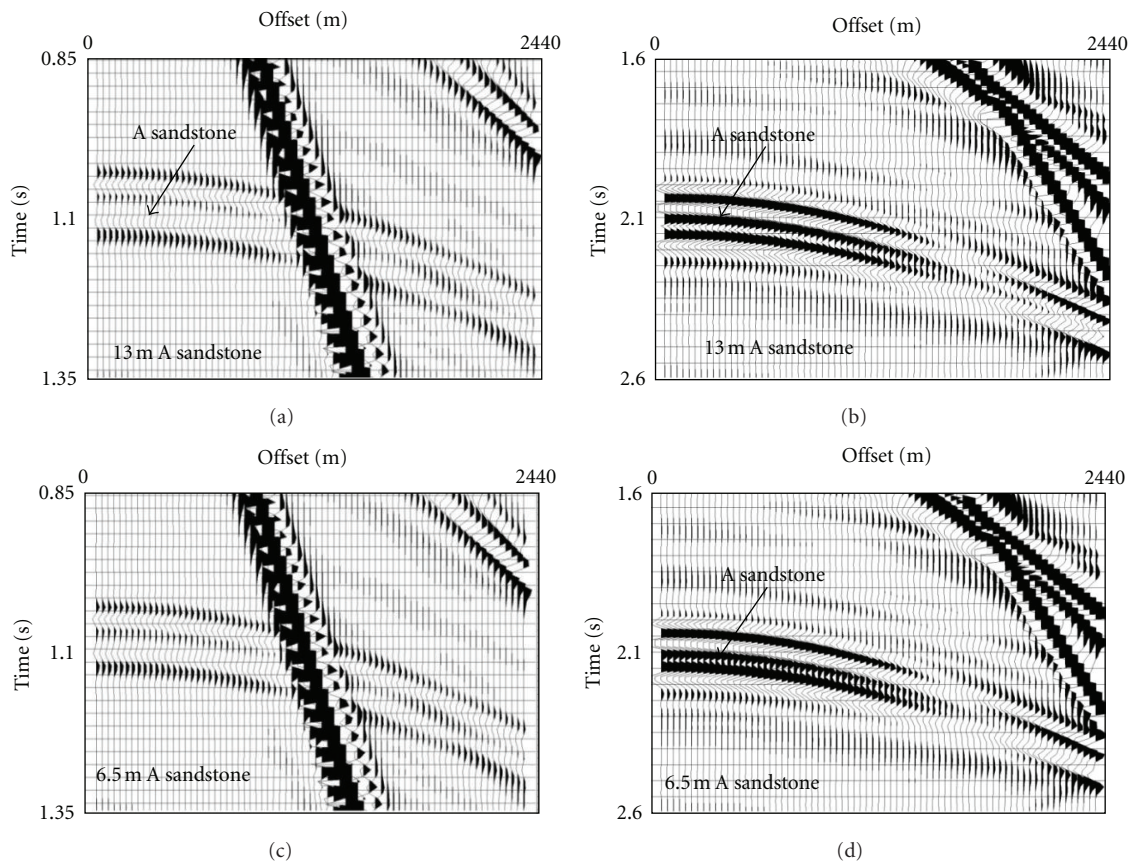 Offset (m)
0 2440
0.85
A sandstone
Time (s)
1.1
13 m A sandstone
1.35
(a)
Offset (m)
0 2440
1.6
A sandstone
Time (s)
2.1
13 m A sandstone
2.6
(b)
Offset (m)
0 2440
0.85
Time (s)
1.1
6.5 m A sandstone
1.35
(c)
Offset (m)
0 2440
1.6
A sandstone
Time (s)
2.1
6.5 m A sandstone
2.6
(d)